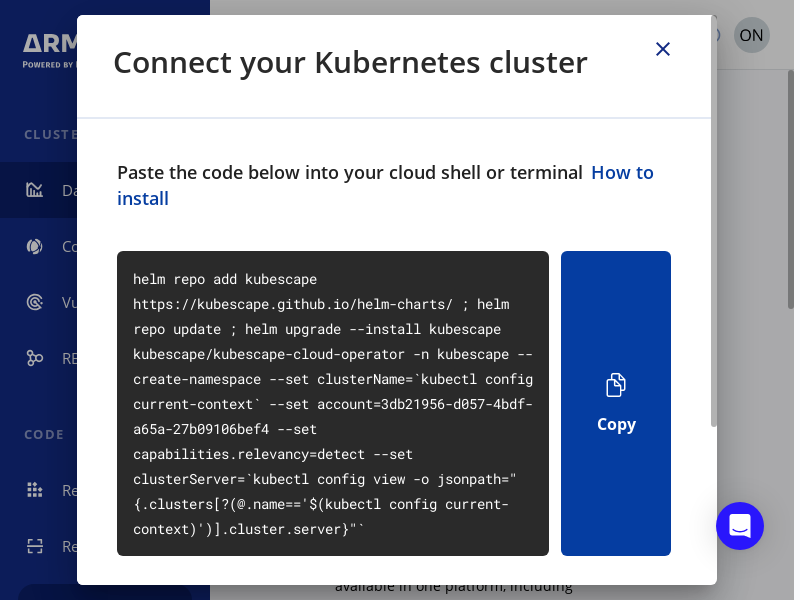 ARM
POWERED BY
ON
Connect your Kubernetes cluster
CLUSTE
Da
Co
Vu
RB
CODE
Re
Re
Paste the code below into your cloud shell or terminal How to
install
helm repo add kubescape
https://kubescape.github.io/helm-charts/ ; helm
repo update ; helm upgrade --install kubescape
kubescape/kubescape-cloud-operator -n kubescape --
create-namespace --set clusterName=`kubectl config
current-context` --set account=3db21956-d057-4bdf-
a65a-27b09106bef4 --set
capabilities.relevancy=detect --set
clusterServer=`kubectl config view -o jsonpath="
{.clusters[?(@.name=='$(kubectl config current-
context)')].cluster.server}"`
Copy
available in one platform, including